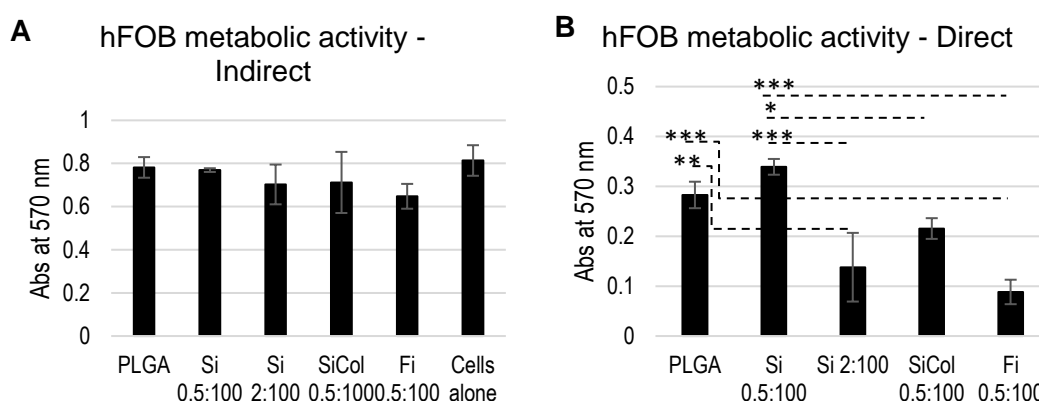 A
hFOB metabolic activity -
Indirect
Abs at 570 nm
1
0.8
0.6
0.4
0.2
0
PLGA
Si
0.5:100
Si
2:100
SiCol
0.5:1000
Fi
0.5:100
Cells
alone
B
hFOB metabolic activity - Direct
Abs at 570 nm
0.5
0.4
0.3
0.2
0.1
0
***
*
***
***
**
PLGA
Si
0.5:100
Si 2:100
SiCol
0.5:100
Fi
0.5:100